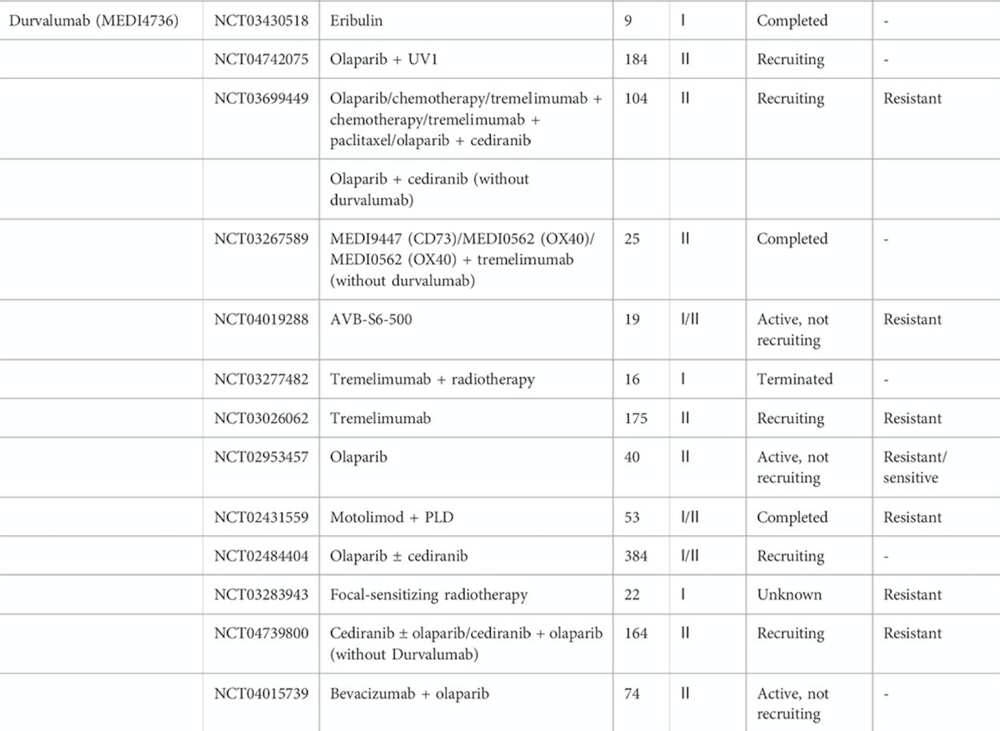 Durvalumab (MEDI4736) NCT03430518 Eribulin 9 I Completed -
NCT04742075 Olaparib + UV1 184 II Recruiting -
NCT03699449 Olaparib/chemotherapy/tremelimumab + 104 II Recruiting Resistant
chemotherapy/tremelimumab +
paclitaxel/olaparib + cediranib
Olaparib + cediranib (without
durvalumab)
NCT03267589 MEDI9447 (CD73)/MEDI0562 (OX40)/ 25 II Completed -
MEDI0562 (OX40) + tremelimumab
(without durvalumab)
NCT04019288 AVB-S6-500 19 I/II Active, not Resistant
recruiting
NCT03277482 Tremelimumab + radiotherapy 16 I Terminated -
NCT03026062 Tremelimumab 175 II Recruiting Resistant
NCT02953457 Olaparib 40 II Active, not Resistant/
recruiting sensitive
NCT02431559 Motolimod + PLD 53 I/II Completed Resistant
NCT02484404 Olaparib ± cediranib 384 I/II Recruiting -
NCT03283943 Focal-sensitizing radiotherapy 22 I Unknown Resistant
NCT04739800 Cediranib ± olaparib/cediranib + olaparib 164 II Recruiting Resistant
(without Durvalumab)
NCT04015739 Bevacizumab + olaparib 74 II Active, not -
recruiting